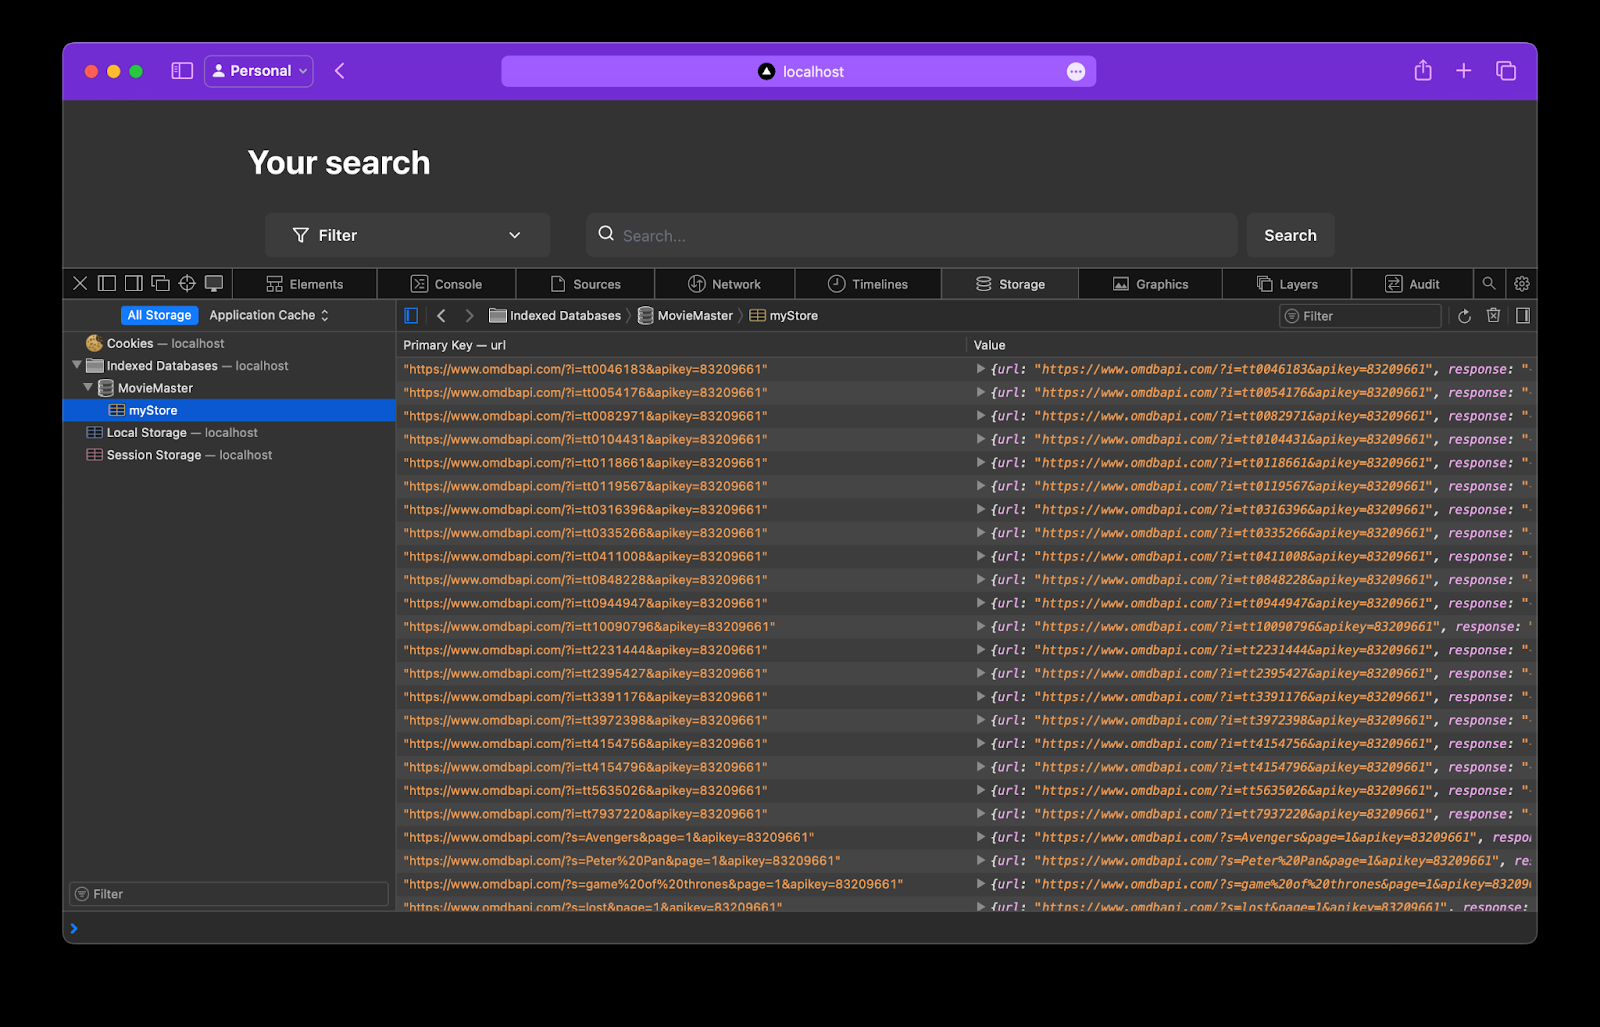 Personal
localhost
Your search
Filter
Search...
Search
Elements
Console
Sources
Network
Timelines
Storage
Graphics
Layers
Audit
All Storage Application Cache
Indexed Databases MovieMaster myStore
Filter
Cookies — localhost
Indexed Databases — localhost
MovieMaster
myStore
Local Storage — localhost
Session Storage — localhost
Filter
Primary Key — url Value
"https://www.omdbapi.com/?i=tt0046183&apikey=83209661" {url: "https://www.omdbapi.com/?i=tt0046183&apikey=83209661", response: "
"https://www.omdbapi.com/?i=tt0054176&apikey=83209661" {url: "https://www.omdbapi.com/?i=tt0054176&apikey=83209661", response: "
"https://www.omdbapi.com/?i=tt0082971&apikey=83209661" {url: "https://www.omdbapi.com/?i=tt0082971&apikey=83209661", response: "
"https://www.omdbapi.com/?i=tt0104431&apikey=83209661" {url: "https://www.omdbapi.com/?i=tt0104431&apikey=83209661", response: "
"https://www.omdbapi.com/?i=tt0118661&apikey=83209661" {url: "https://www.omdbapi.com/?i=tt0118661&apikey=83209661", response: "
"https://www.omdbapi.com/?i=tt0119567&apikey=83209661" {url: "https://www.omdbapi.com/?i=tt0119567&apikey=83209661", response: "
"https://www.omdbapi.com/?i=tt0316396&apikey=83209661" {url: "https://www.omdbapi.com/?i=tt0316396&apikey=83209661", response: "
"https://www.omdbapi.com/?i=tt0335266&apikey=83209661" {url: "https://www.omdbapi.com/?i=tt0335266&apikey=83209661", response: "
"https://www.omdbapi.com/?i=tt0411008&apikey=83209661" {url: "https://www.omdbapi.com/?i=tt0411008&apikey=83209661", response: "
"https://www.omdbapi.com/?i=tt0848228&apikey=83209661" {url: "https://www.omdbapi.com/?i=tt0848228&apikey=83209661", response: "
"https://www.omdbapi.com/?i=tt0944947&apikey=83209661" {url: "https://www.omdbapi.com/?i=tt0944947&apikey=83209661", response: "
"https://www.omdbapi.com/?i=tt10090796&apikey=83209661" {url: "https://www.omdbapi.com/?i=tt10090796&apikey=83209661", response: "
"https://www.omdbapi.com/?i=tt2231444&apikey=83209661" {url: "https://www.omdbapi.com/?i=tt2231444&apikey=83209661", response: "
"https://www.omdbapi.com/?i=tt2395427&apikey=83209661" {url: "https://www.omdbapi.com/?i=tt2395427&apikey=83209661", response: "
"https://www.omdbapi.com/?i=tt3391176&apikey=83209661" {url: "https://www.omdbapi.com/?i=tt3391176&apikey=83209661", response: "
"https://www.omdbapi.com/?i=tt3972398&apikey=83209661" {url: "https://www.omdbapi.com/?i=tt3972398&apikey=83209661", response: "
"https://www.omdbapi.com/?i=tt4154756&apikey=83209661" {url: "https://www.omdbapi.com/?i=tt4154756&apikey=83209661", response: "
"https://www.omdbapi.com/?i=tt4154796&apikey=83209661" {url: "https://www.omdbapi.com/?i=tt4154796&apikey=83209661", response: "
"https://www.omdbapi.com/?i=tt5635026&apikey=83209661" {url: "https://www.omdbapi.com/?i=tt5635026&apikey=83209661", response: "
"https://www.omdbapi.com/?i=tt7937220&apikey=83209661" {url: "https://www.omdbapi.com/?i=tt7937220&apikey=83209661", response: "
"https://www.omdbapi.com/?s=Avengers&page=1&apikey=83209661" {url: "https://www.omdbapi.com/?s=Avengers&page=1&apikey=83209661", respo
"https://www.omdbapi.com/?s=Peter%20Pan&page=1&apikey=83209661" {url: "https://www.omdbapi.com/?s=Peter%20Pan&page=1&apikey=83209661", re
"https://www.omdbapi.com/?s=game%20of%20thrones&page=1&apikey=83209661" {url: "https://www.omdbapi.com/?s=game%20of%20thrones&page=1&apikey=83209
"https://www.omdbapi.com/?s=lost&page=1&apikey=83209661" {url: "https://www.omdbapi.com/?s=lost&page=1&apikey=83209661", response: